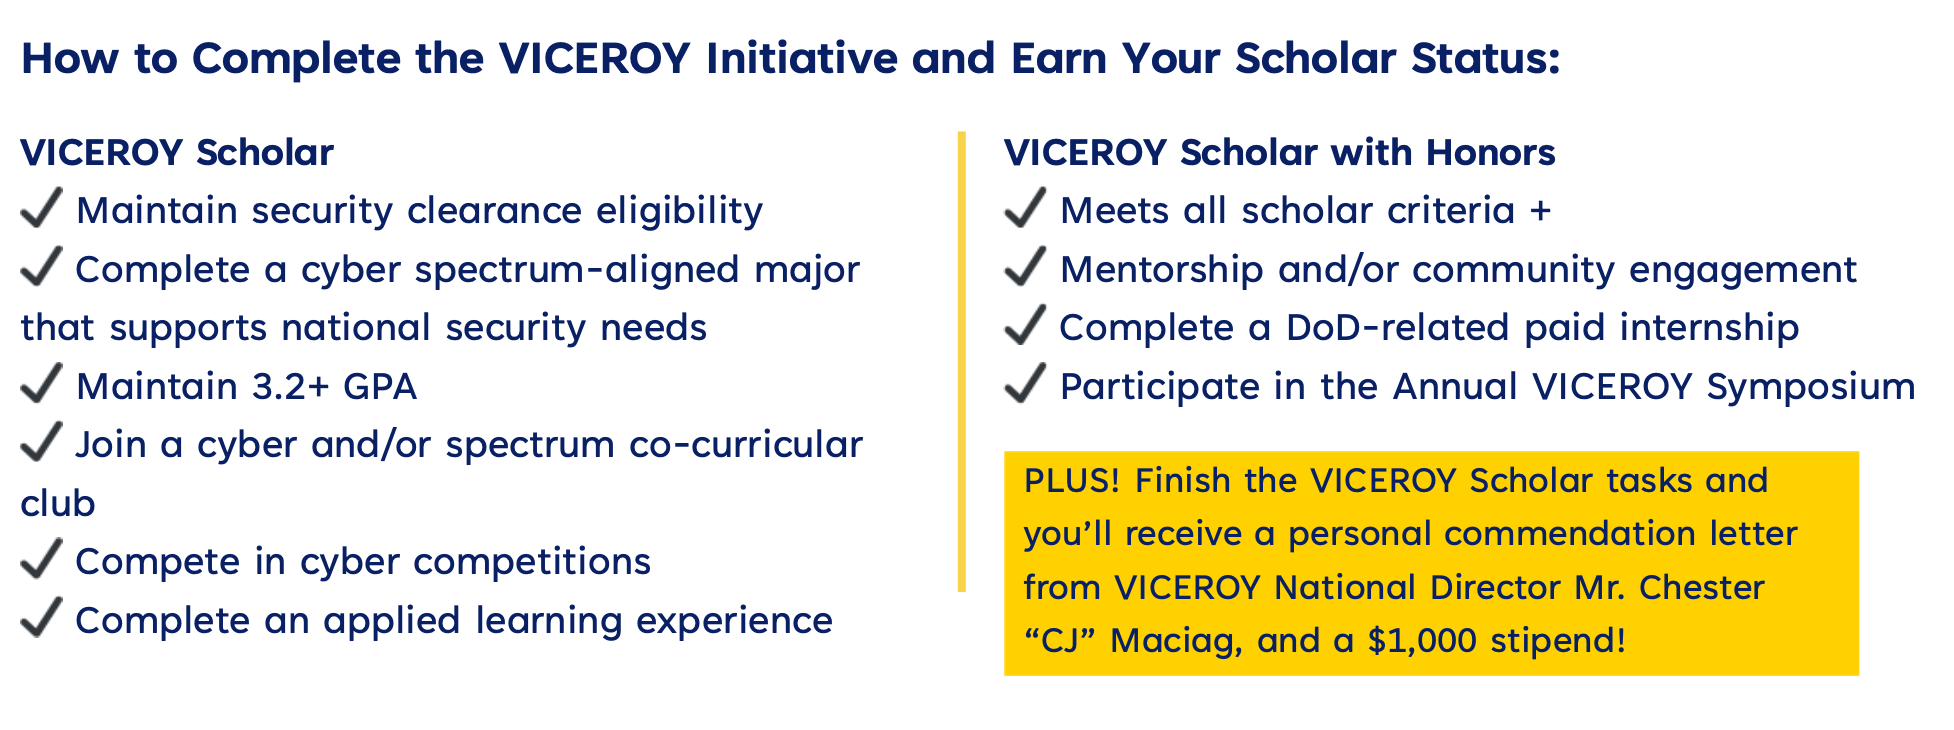 How to Complete the VICEROY Initiative and Earn Your Scholar Status:
VICEROY Scholar
✔ Maintain security clearance eligibility
✔ Complete a cyber spectrum-aligned major
that supports national security needs
✔ Maintain 3.2+ GPA
✔ Join a cyber and/or spectrum co-curricular
club
✔ Compete in cyber competitions
✔ Complete an applied learning experience
VICEROY Scholar with Honors
✔ Meets all scholar criteria +
✔ Mentorship and/or community engagement
✔ Complete a DoD-related paid internship
✔ Participate in the Annual VICEROY Symposium
PLUS! Finish the VICEROY Scholar tasks and
you’ll receive a personal commendation letter
from VICEROY National Director Mr. Chester
“CJ” Maciag, and a $1,000 stipend!